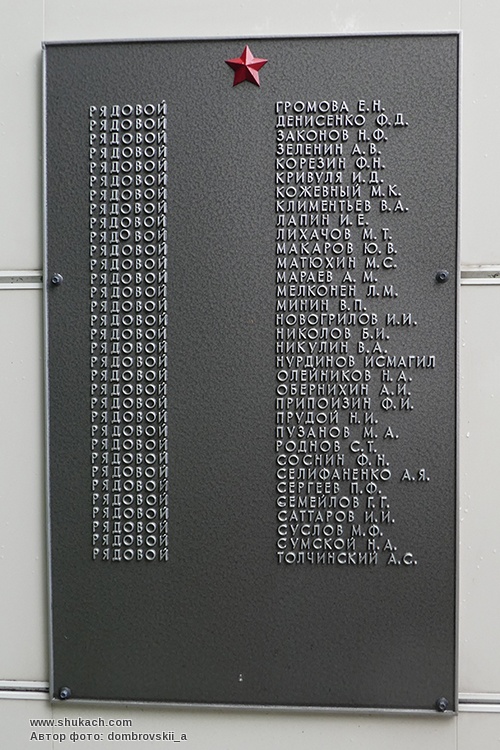 РЯДОВОЙ ГРОМОВА Е.Н.
РЯДОВОЙ ДЕНИСЕНКО Ф.Д.
РЯДОВОЙ ЗАКОНОВ Н.Ф.
РЯДОВОЙ ЗЕЛЕНИН А.В.
РЯДОВОЙ КОРЕЗИН Ф.Н.
РЯДОВОЙ КРИВУЛЯ И.Д.
РЯДОВОЙ КОЖЕВНЫЙ М.К.
РЯДОВОЙ КЛИМЕНТЬЕВ В.А.
РЯДОВОЙ ЛАПИН И.Е.
РЯДОВОЙ ЛИХАЧОВ М.Т.
РЯДОВОЙ МАКАРОВ Ю.В.
РЯДОВОЙ МАТЮХИН М.С.
РЯДОВОЙ МАРАЕВ А.М.
РЯДОВОЙ МЕЛКОНЕН Л.М.
РЯДОВОЙ МИНИН В.П.
РЯДОВОЙ НОВОГРИЛОВ И.И.
РЯДОВОЙ НИКОЛОВ Б.И.
РЯДОВОЙ НИКУЛИН В.А.
РЯДОВОЙ НУРДИНОВ ИСМАГИЛ
РЯДОВОЙ ОЛЕЙНИКОВ Н.А.
РЯДОВОЙ ОБЕРНИХИН А.И.
РЯДОВОЙ ПРИПОИЗИН Ф.И.
РЯДОВОЙ ПРУДОЙ Н.И.
РЯДОВОЙ ПУЗАНОВ М.А.
РЯДОВОЙ РОДНОВ С.Т.
РЯДОВОЙ СОСНИН Ф.Н.
РЯДОВОЙ СЕЛИФАНЕНКО А.Я.
РЯДОВОЙ СЕРГЕЕВ П.Ф.
РЯДОВОЙ СЕМЕЙЛОВ Г.Г.
РЯДОВОЙ САТТАРОВ И.И.
РЯДОВОЙ СУСЛОВ М.Ф.
РЯДОВОЙ СУМСКОЙ Н.А.
РЯДОВОЙ ТОЛЧИНСКИЙ А.С.
www.shukach.com
Автор фото: dombrovskii_a